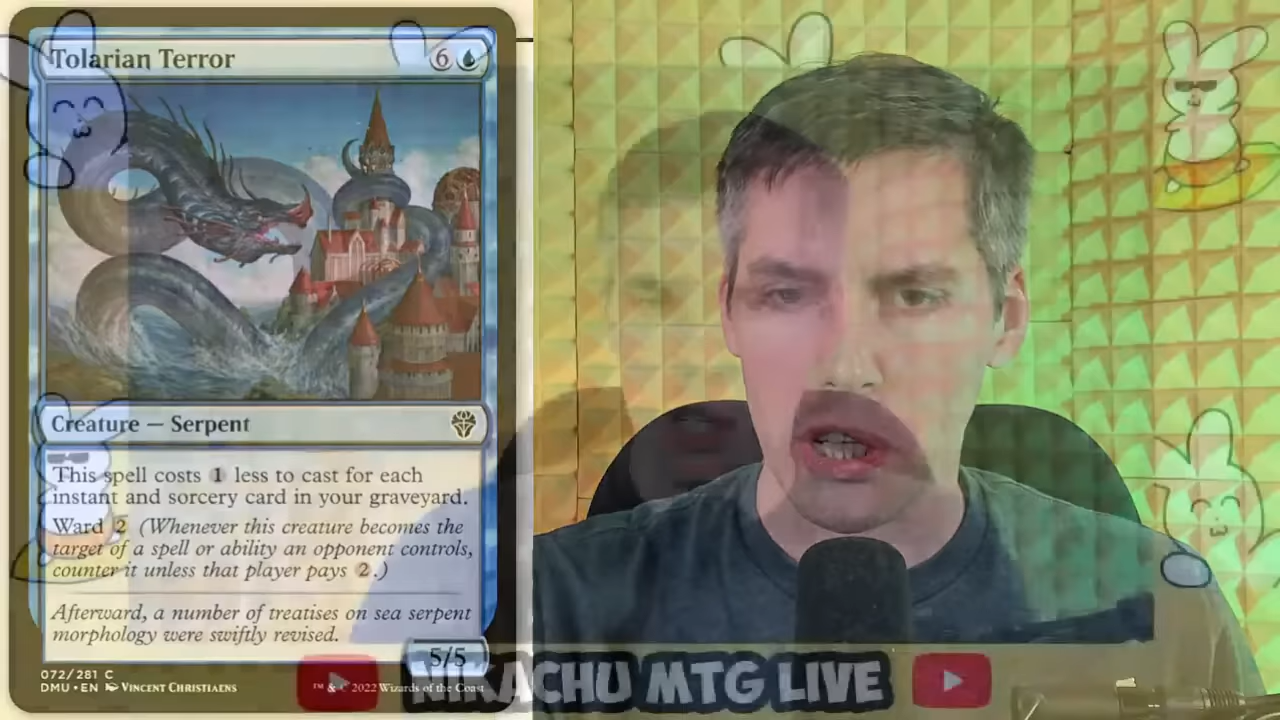 Tolarian Terror 6
Creature — Serpent
This spell costs 1 less to cast for each
instant and sorcery card in your graveyard.
Ward 2 (Whenever this creature becomes the
target of a spell or ability an opponent controls,
counter it unless that player pays 2.)
Afterward, a number of treatises on sea serpent
morphology were swiftly revised.
5/5
072/281 C
DMU • EN VINCENT CHRISTIAENS
™ & © 2022 Wizards of the Coast
NIKACHU MTG LIVE